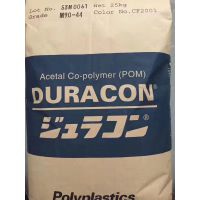 Lot No. 53M0041 Net 25kg
Grade M90-44 Color No. CF2001
Acetal Co-polymer (POM)
DURACON®
ジュラコン®
Polyplastics